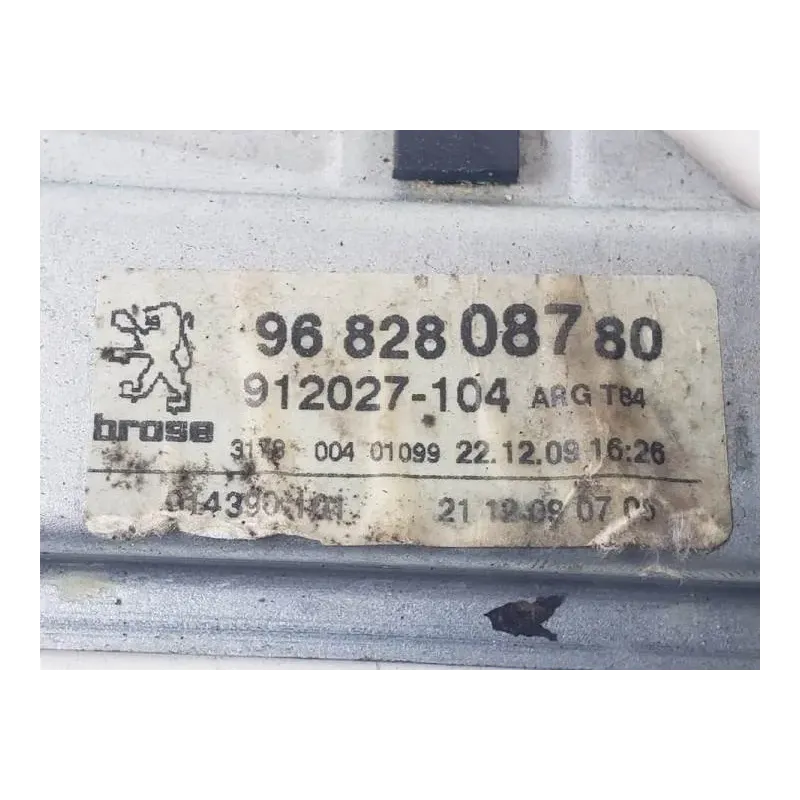 96 828 087 80
912027-104 ARG T84
brose
004 01099 22.12.09 16:26